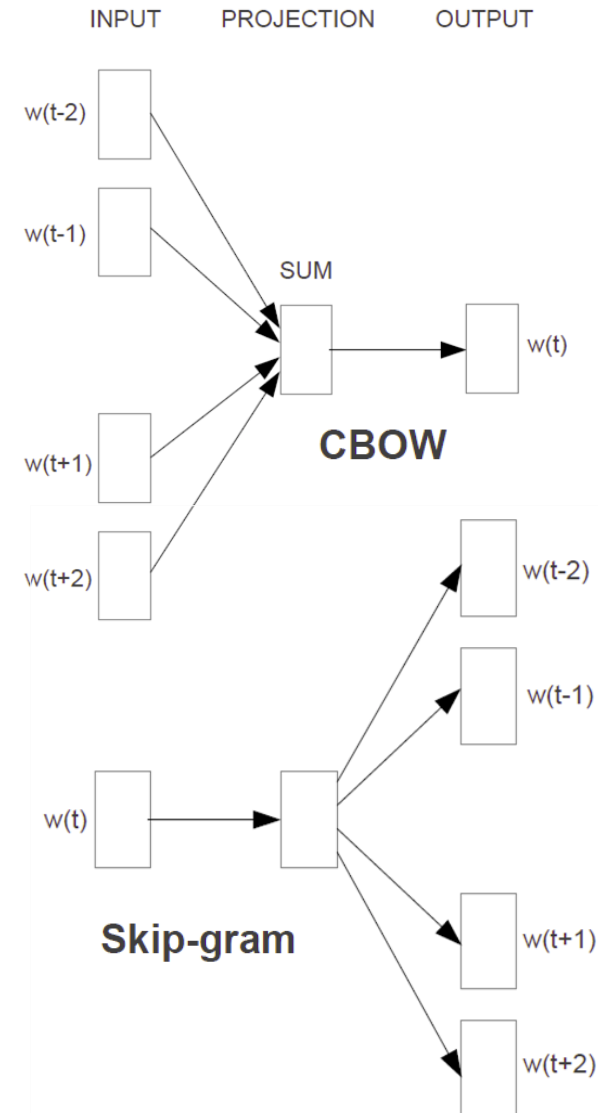 INPUT PROJECTION OUTPUT
w(t-2)
w(t-1)
SUM
w(t)
CBOW
w(t+1)
w(t+2)
w(t-2)
w(t-1)
w(t)
Skip-gram
w(t+1)
w(t+2)